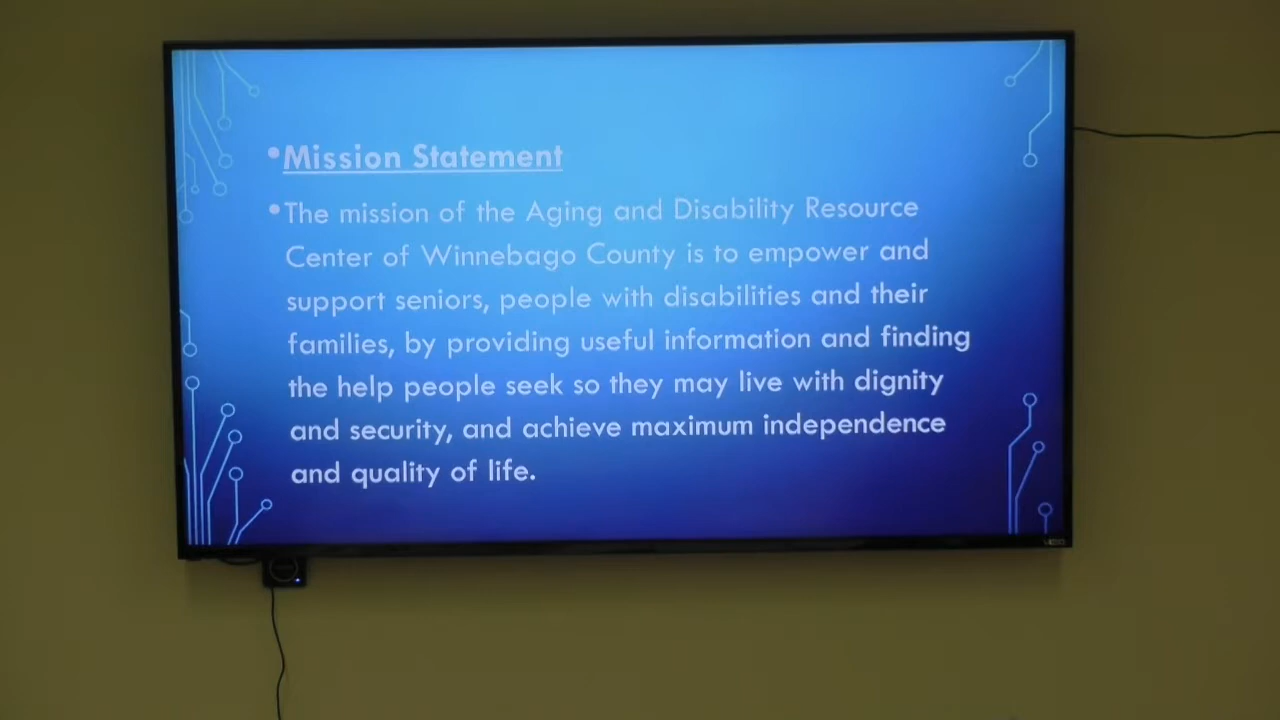 •Mission Statement
•The mission of the Aging and Disability Resource
Center of Winnebago County is to empower and
support seniors, people with disabilities and their
families, by providing useful information and finding
the help people seek so they may live with dignity
and security, and achieve maximum independence
and quality of life.
VIZIO